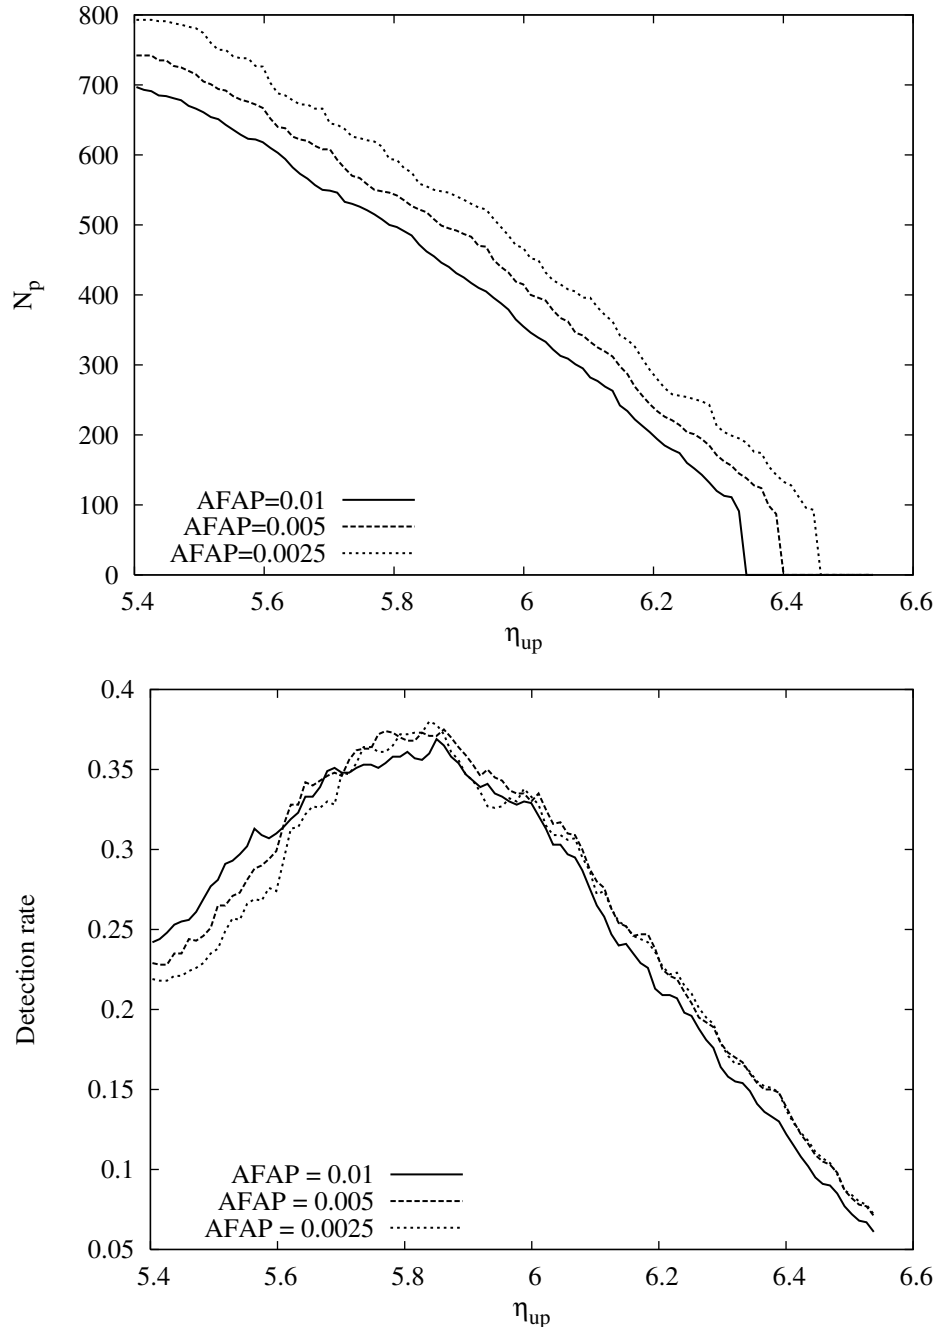 800
700
600
500
400
300
200
100
0
N_p
AFAP=0.01
AFAP=0.005
AFAP=0.0025
5.4 5.6 5.8 6 6.2 6.4 6.6
η_up
0.4
0.35
0.3
0.25
0.2
0.15
0.1
0.05
Detection rate
AFAP = 0.01
AFAP = 0.005
AFAP = 0.0025
5.4 5.6 5.8 6 6.2 6.4 6.6
η_up